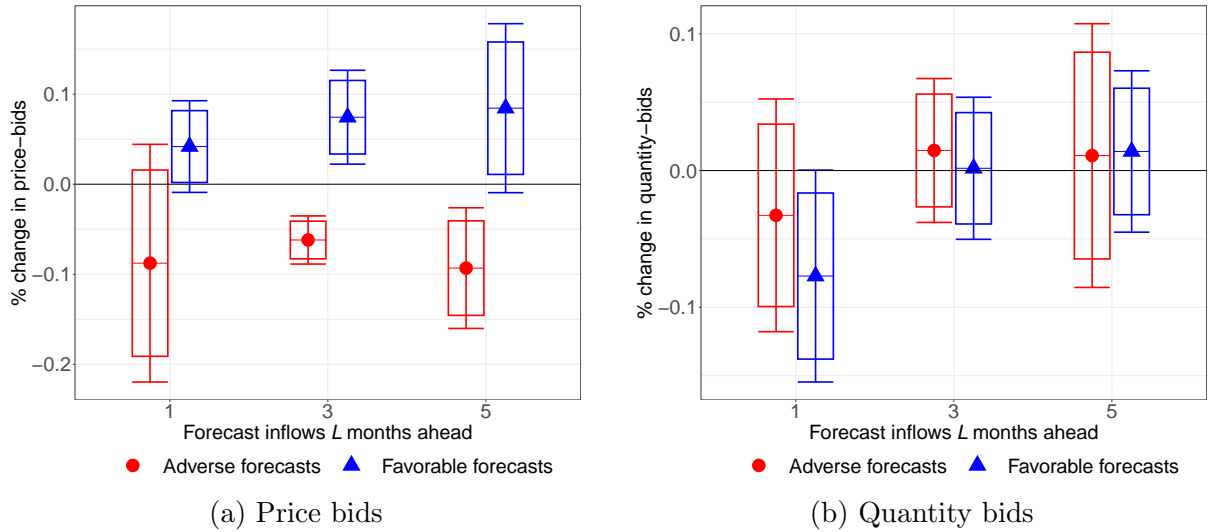 % change in price-bids
0.1
0.0
−0.1
−0.2
1
3
5
Forecast inflows L months ahead
Adverse forecasts
Favorable forecasts
(a) Price bids
% change in quantity-bids
0.1
0.0
−0.1
1
3
5
Forecast inflows L months ahead
Adverse forecasts
Favorable forecasts
(b) Quantity bids